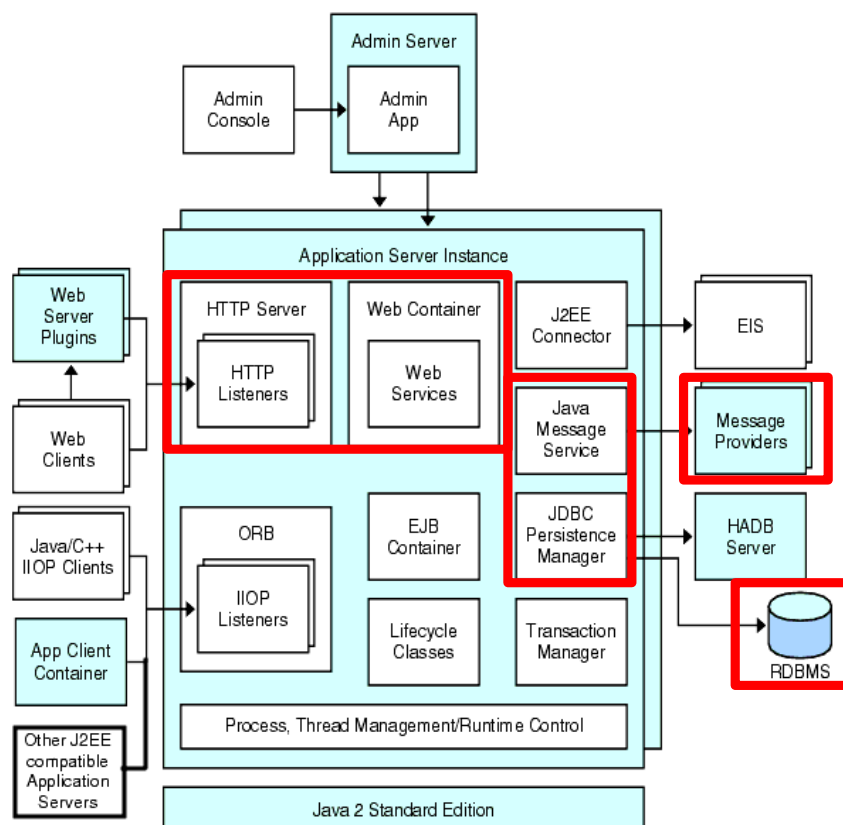 Admin Server
Admin
Console
Admin
App
Application Server Instance
Web
Server
Plugins
HTTP Server
HTTP
Listeners
Web Container
Web
Services
J2EE
Connector
EIS
Web
Clients
Java
Message
Service
Message
Providers
Java/C++
IIOP Clients
ORB
IIOP
Listeners
EJB
Container
JDBC
Persistence
Manager
HADB
Server
App Client
Container
Lifecycle
Classes
Transaction
Manager
RDBMS
Other J2EE
compatible
Application
Servers
Process, Thread Management/Runtime Control
Java 2 Standard Edition